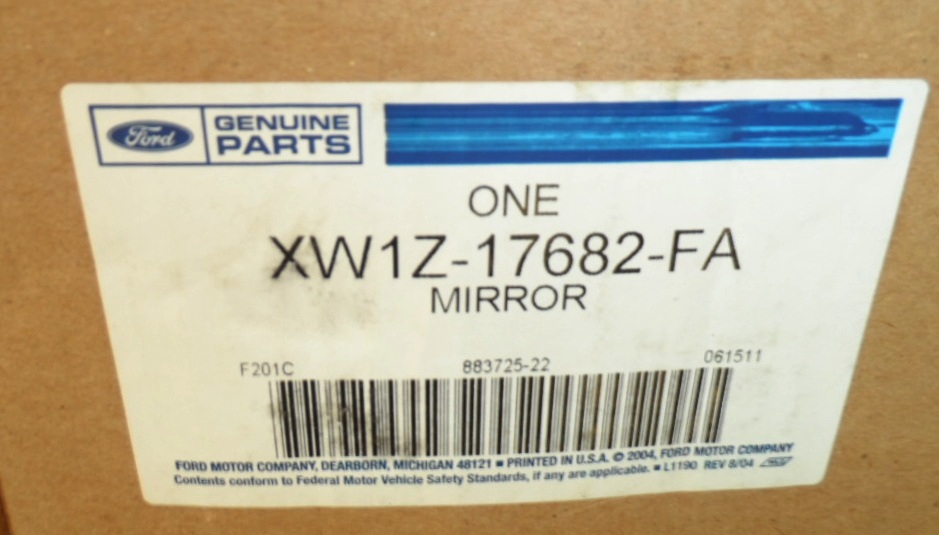 Ford
GENUINE
PARTS
ONE
XW1Z-17682-FA
MIRROR
F201C 883725-22 061511
FORD MOTOR COMPANY, DEARBORN, MICHIGAN 48121 ■ PRINTED IN U.S.A. © 2004, FORD MOTOR COMPANY
Contents conform to Federal Motor Vehicle Safety Standards, if any are applicable. ■ L1190 REV 8/04